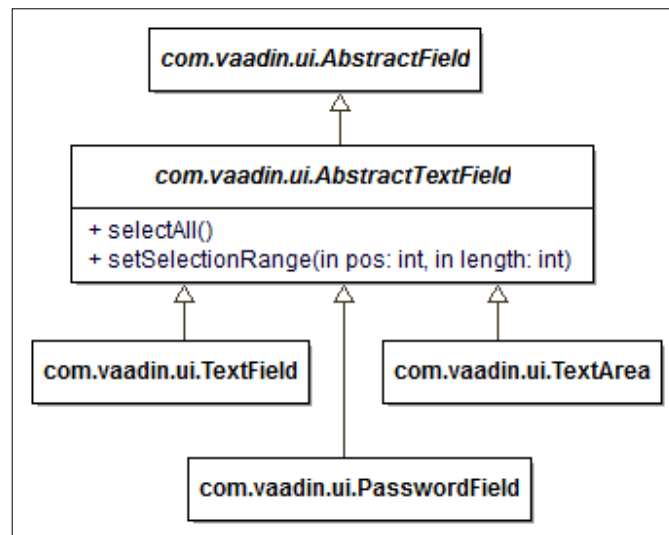 com.vaadin.ui.AbstractField
com.vaadin.ui.AbstractTextField
+ selectAll()
+ setSelectionRange(in pos: int, in length: int)
com.vaadin.ui.TextField
com.vaadin.ui.TextArea
com.vaadin.ui.PasswordField